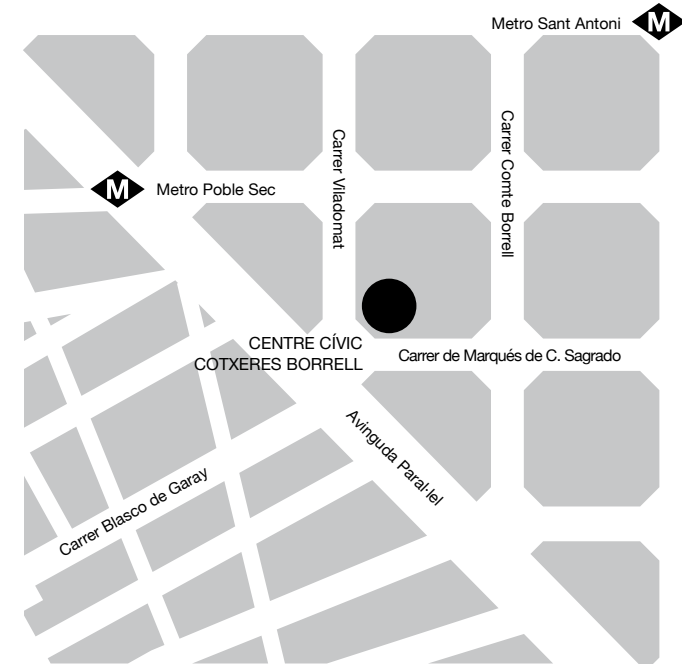 Metro Sant Antoni M
M Metro Poble Sec
Carrer Viladomat
Carrer Comte Borrell
CENTRE CÍVIC
COTXERES BORRELL
Carrer de Marqués de C. Sagrado
Avinguda Paral·lel
Carrer Blasco de Garay